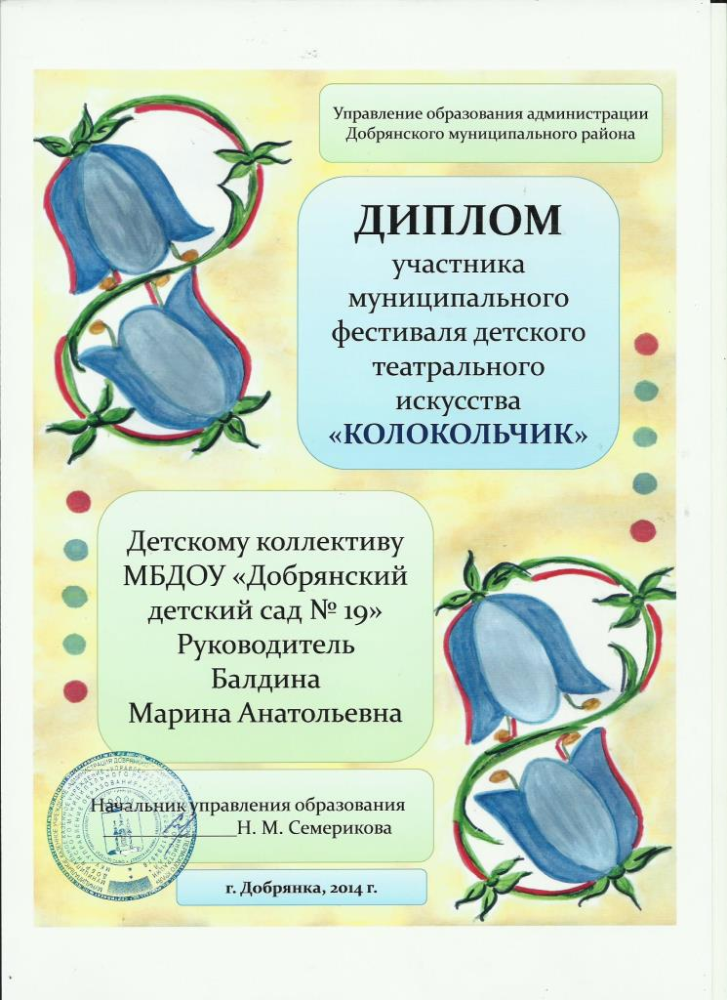 Управление образования администрации
Добрянского муниципального района
ДИПЛОМ
участника
муниципального
фестиваля детского
театрального
искусства
«КОЛОКОЛЬЧИК»
Детскому коллективу
МБДОУ «Добрянский
детский сад № 19»
Руководитель
Балдина
Марина Анатольевна
Начальник управления образования
______________Н. М. Семерикова
г. Добрянка, 2014 г.